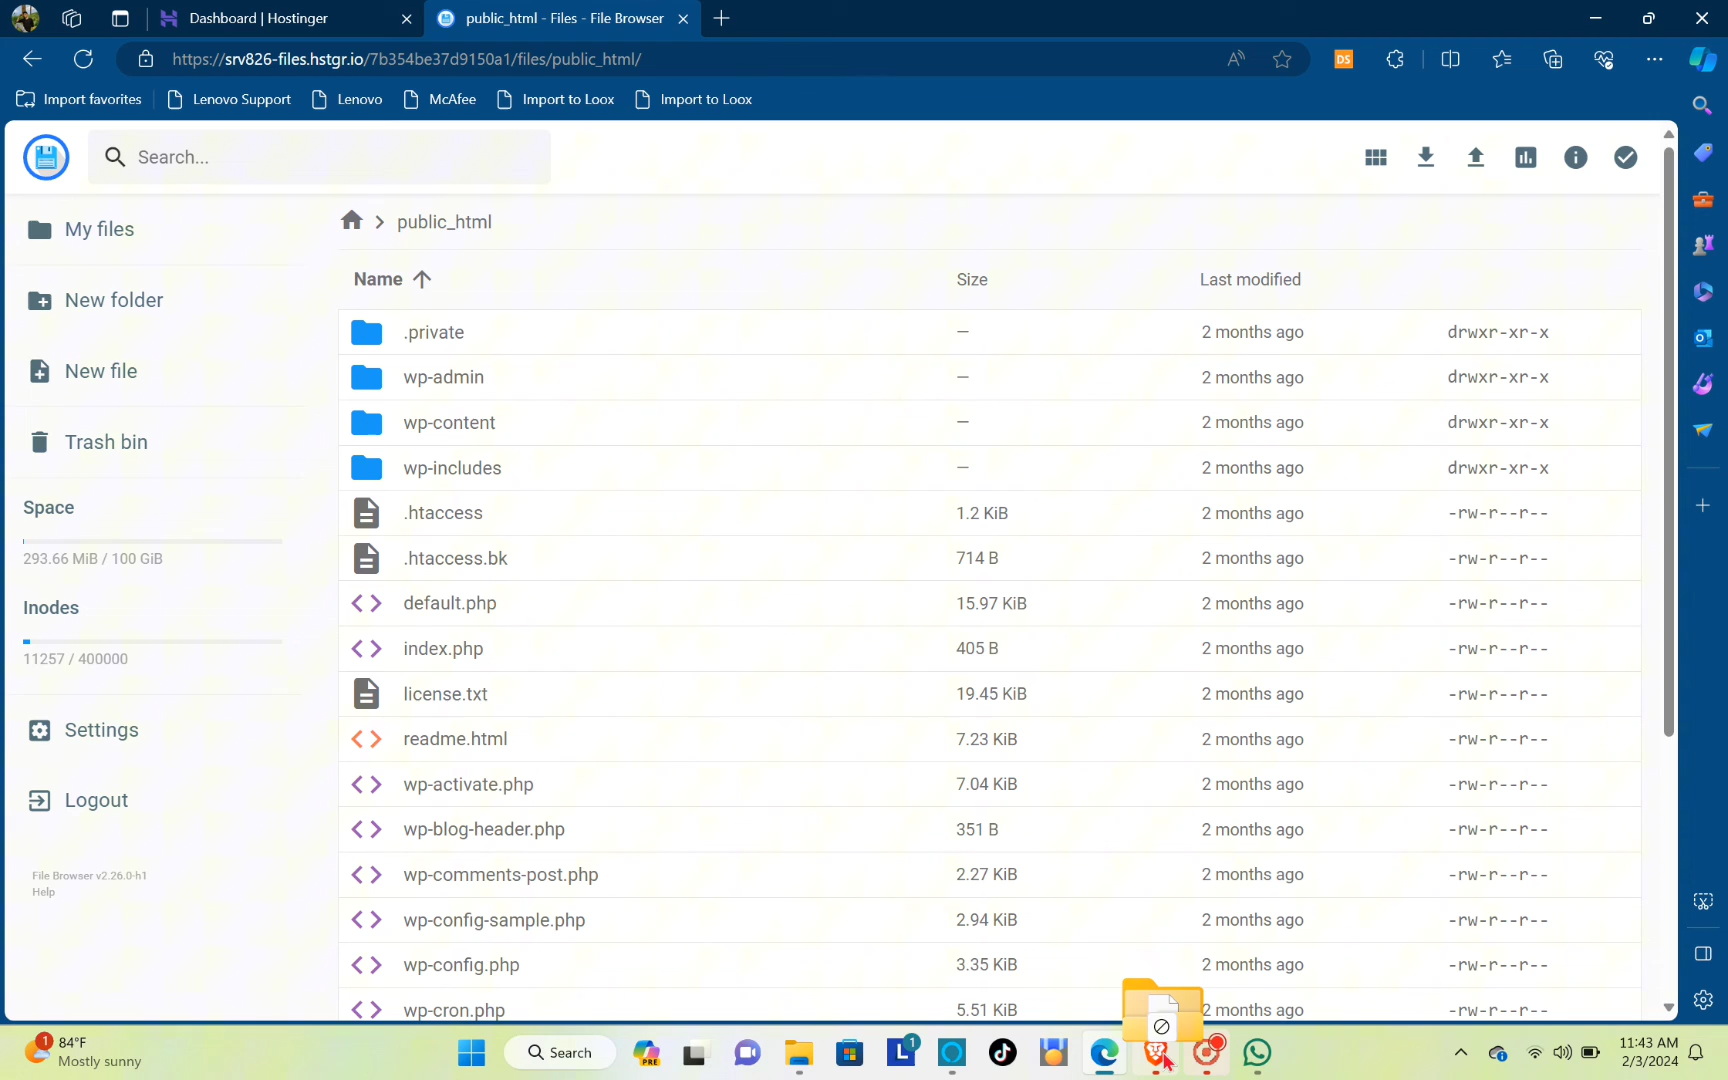 Dashboard | Hostinger
public_html - Files - File Browser
https://srv826-files.hstgr.io/7b354be37d9150a1/files/public_html/
DS
Import favorites
Lenovo Support
Lenovo
McAfee
Import to Loox
Import to Loox
Search...
My files
New folder
New file
Trash bin
Space
293.66 MiB / 100 GiB
Inodes
11257 / 400000
Settings
Logout
File Browser v2.26.0-h1
Help
public_html
Name Size Last modified
.private — 2 months ago drwxr-xr-x
wp-admin — 2 months ago drwxr-xr-x
wp-content — 2 months ago drwxr-xr-x
wp-includes — 2 months ago drwxr-xr-x
.htaccess 1.2 KiB 2 months ago -rw-r--r--
.htaccess.bk 714 B 2 months ago -rw-r--r--
default.php 15.97 KiB 2 months ago -rw-r--r--
index.php 405 B 2 months ago -rw-r--r--
license.txt 19.45 KiB 2 months ago -rw-r--r--
readme.html 7.23 KiB 2 months ago -rw-r--r--
wp-activate.php 7.04 KiB 2 months ago -rw-r--r--
wp-blog-header.php 351 B 2 months ago -rw-r--r--
wp-comments-post.php 2.27 KiB 2 months ago -rw-r--r--
wp-config-sample.php 2.94 KiB 2 months ago -rw-r--r--
wp-config.php 3.35 KiB 2 months ago -rw-r--r--
wp-cron.php 5.51 KiB 2 months ago -rw-r--r--
1
84°F
Mostly sunny
Search
PRE
L
1
11:43 AM
2/3/2024